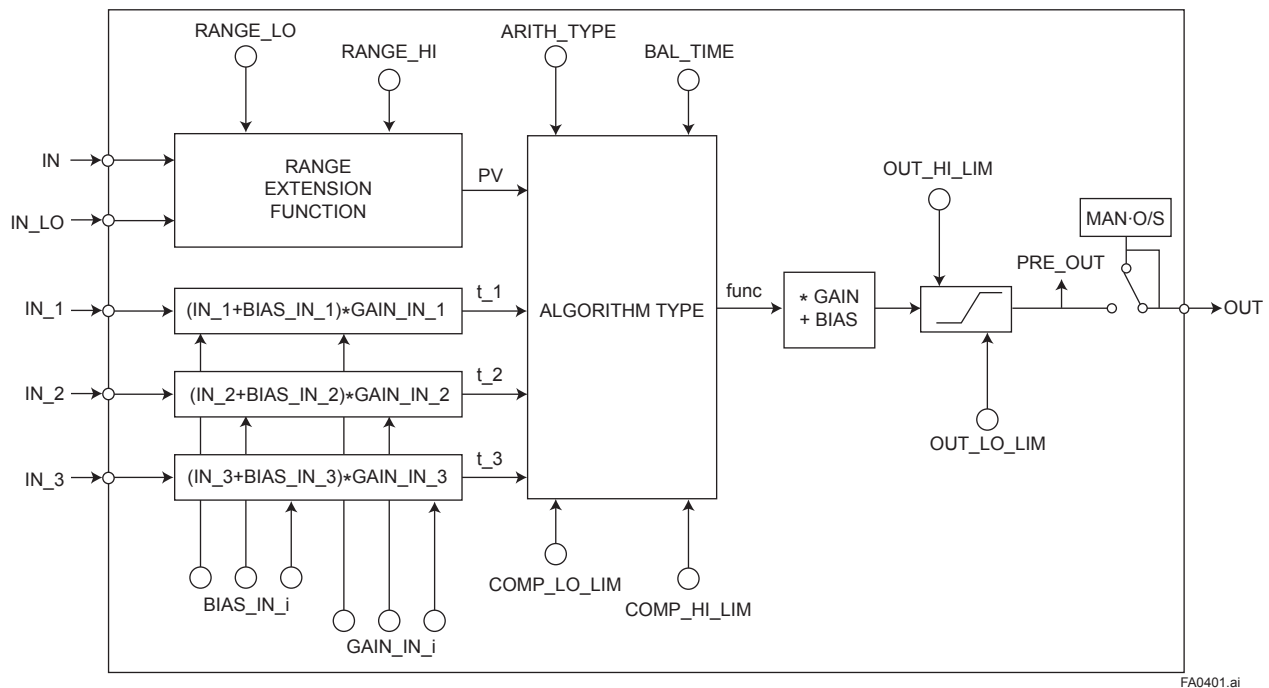 RANGE_LO
RANGE_HI
ARITH_TYPE
BAL_TIME
IN
IN_LO
RANGE
EXTENSION
FUNCTION
PV
OUT_HI_LIM
MAN·O/S
PRE_OUT
IN_1
(IN_1+BIAS_IN_1)*GAIN_IN_1
t_1
ALGORITHM TYPE
func
* GAIN
+ BIAS
OUT
IN_2
(IN_2+BIAS_IN_2)*GAIN_IN_2
t_2
OUT_LO_LIM
IN_3
(IN_3+BIAS_IN_3)*GAIN_IN_3
t_3
BIAS_IN_i
GAIN_IN_i
COMP_LO_LIM
COMP_HI_LIM
FA0401.ai